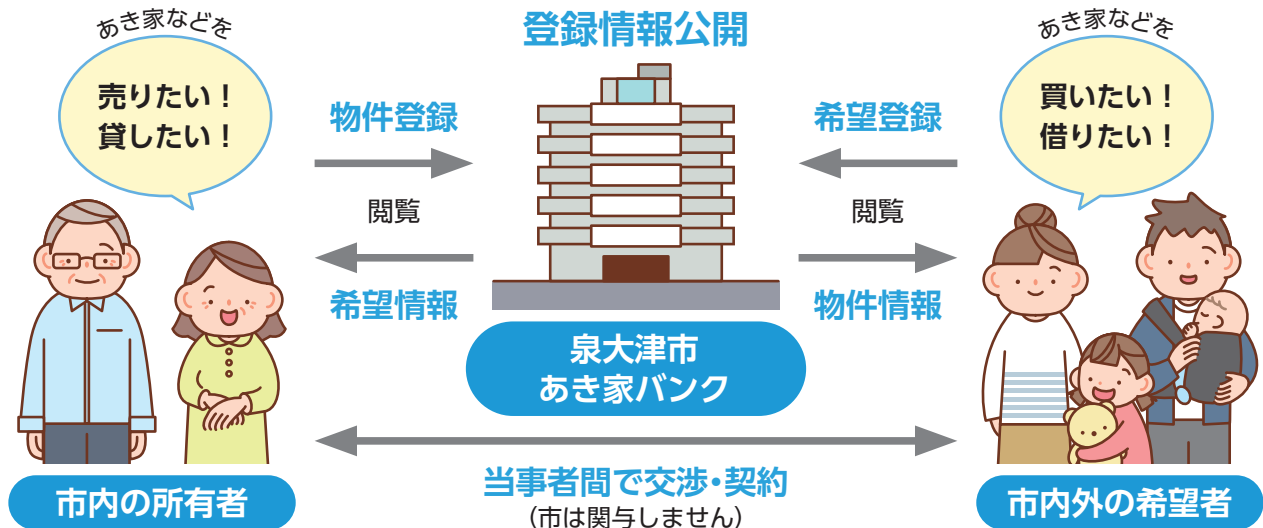 あき家などを
売りたい！
貸したい！
物件登録
閲覧
希望情報
市内の所有者
登録情報公開
泉大津市
あき家バンク
当事者間で交渉・契約
（市は関与しません）
あき家などを
買いたい！
借りたい！
希望登録
閲覧
物件情報
市内外の希望者